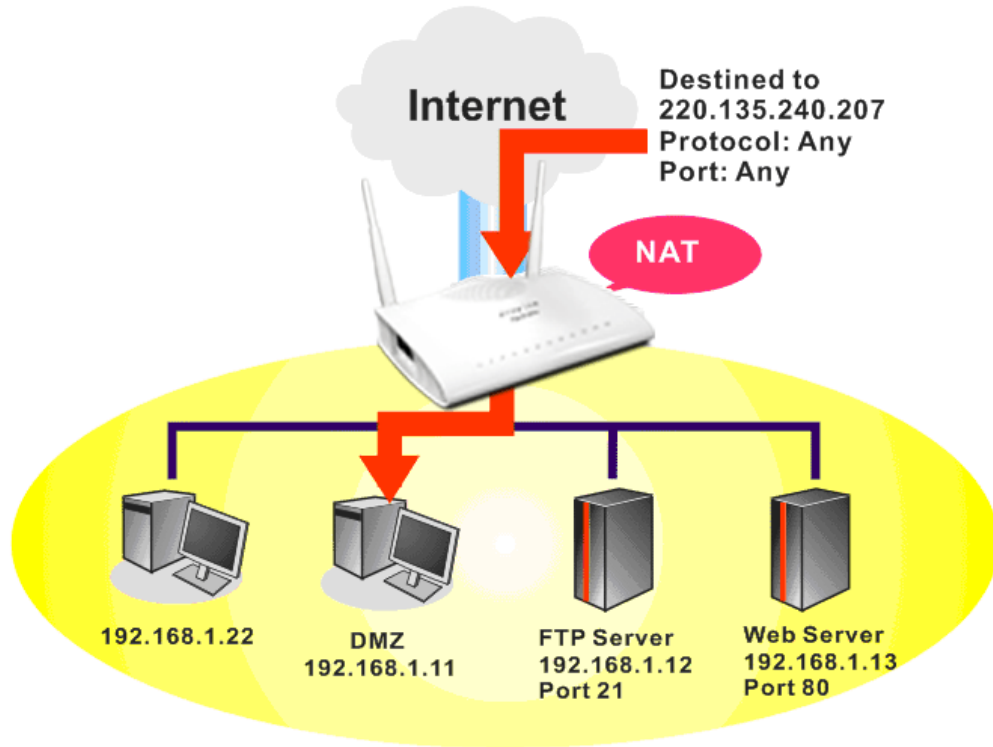 Internet
Destined to
220.135.240.207
Protocol: Any
Port: Any
NAT
192.168.1.22
DMZ
192.168.1.11
FTP Server
192.168.1.12
Port 21
Web Server
192.168.1.13
Port 80